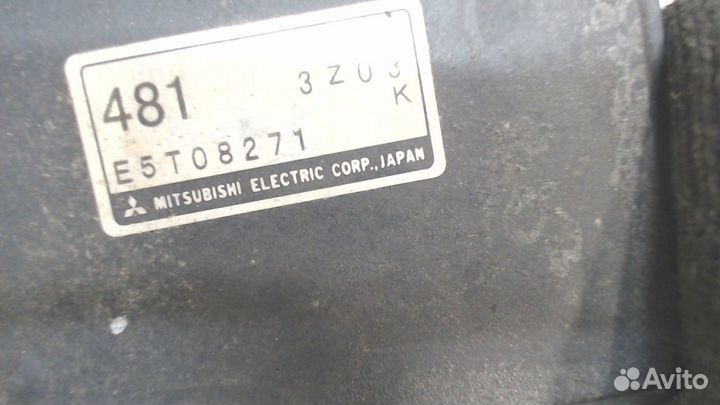 481 3Z03
K
E5T08271
MITSUBISHI ELECTRIC CORP., JAPAN
Avito